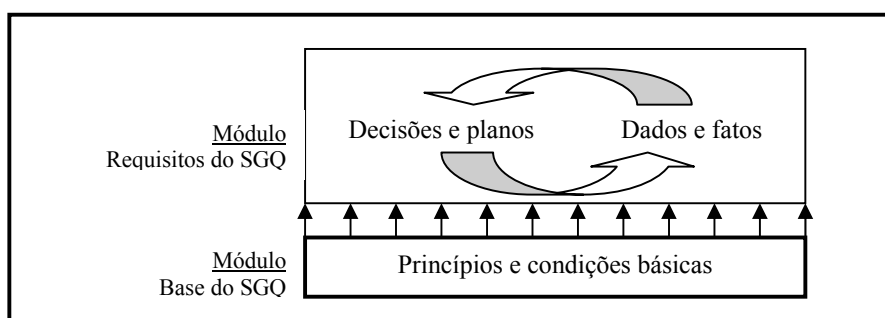 Decisões e planos Dados e fatos
Módulo
Requisitos do SGQ
Princípios e condições básicas
Módulo
Base do SGQ